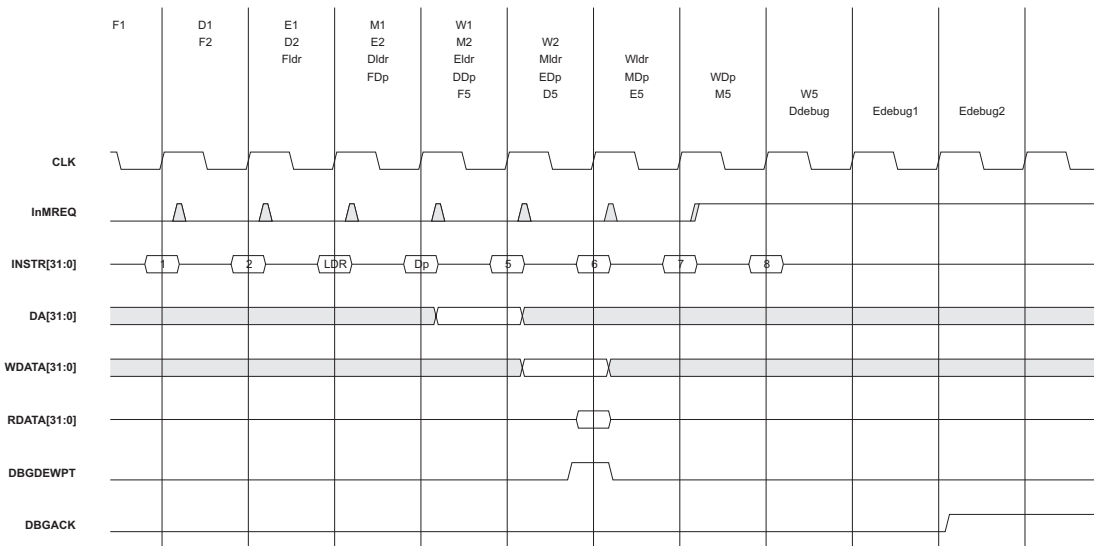 F1 D1 E1 M1 W1
F2 D2 E2 M2 W2
Fldr Dldr Eldr Mldr Wldr
FDp DDp EDp MDp WDp
F5 D5 E5 M5 W5
Ddebug Edebug1 Edebug2
CLK
InMREQ
INSTR[31:0] 1 2 LDR Dp 5 6 7 8
DA[31:0]
WDATA[31:0]
RDATA[31:0]
DBGDEWPT
DBGACK